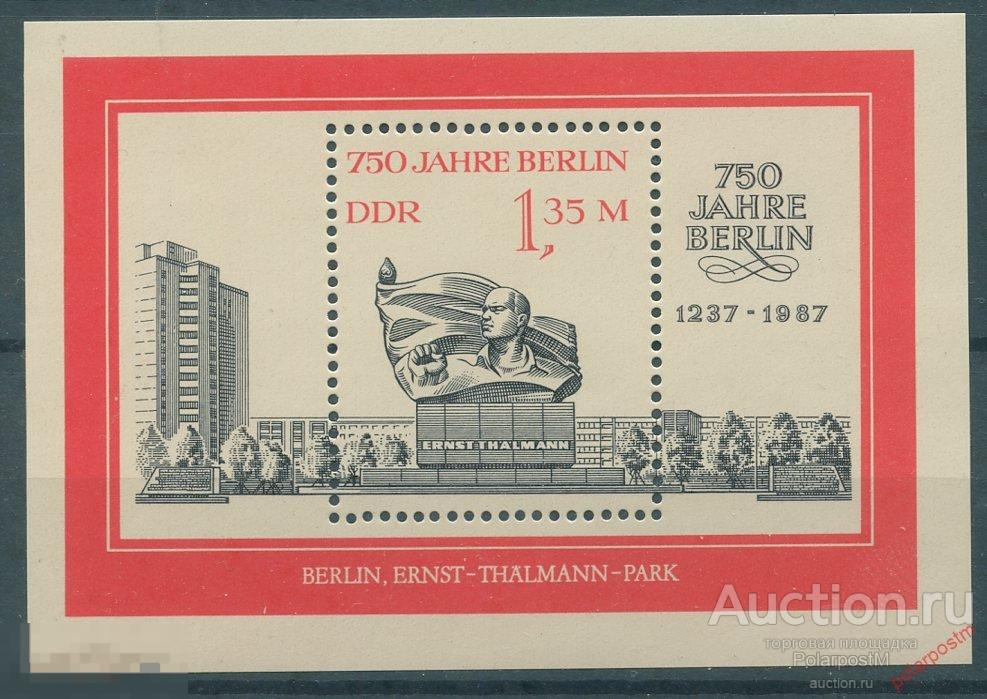 750 JAHRE BERLIN
DDR 1,35 M
750
JAHRE
BERLIN
1237 - 1987
ERNST-THÄLMANN
BERLIN, ERNST-THÄLMANN-PARK
Auction.ru
торговая площадка
PolarpostM
auction.ru
polarpostm